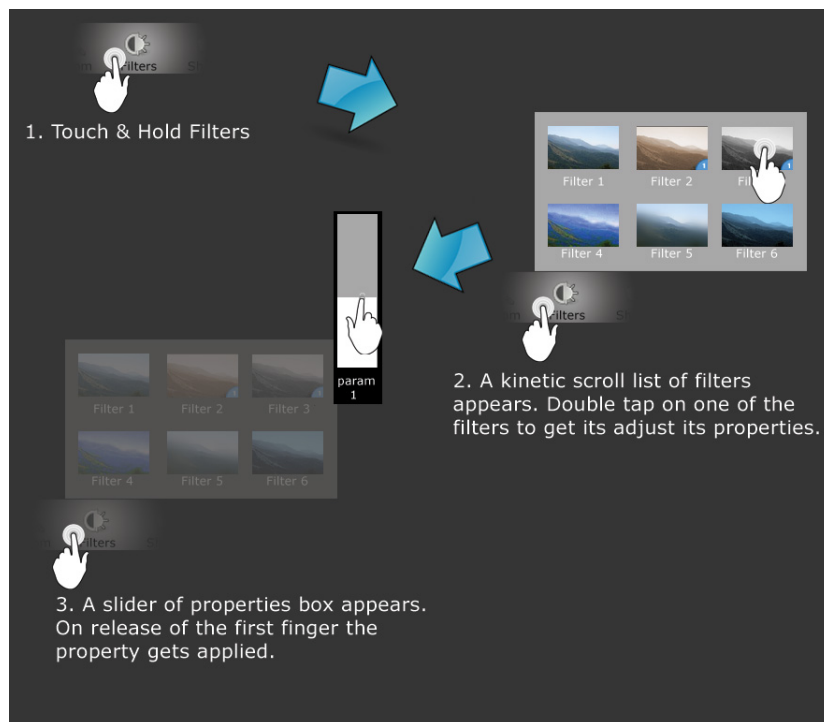 Filters
1. Touch & Hold Filters
Filter 1 Filter 2
Filter 4 Filter 5 Filter 6
Filters
2. A kinetic scroll list of filters
appears. Double tap on one of the
filters to get its adjust its properties.
param
1
Filter 1 Filter 2 Filter 3
Filter 4 Filter 5 Filter 6
Filters
3. A slider of properties box appears.
On release of the first finger the
property gets applied.